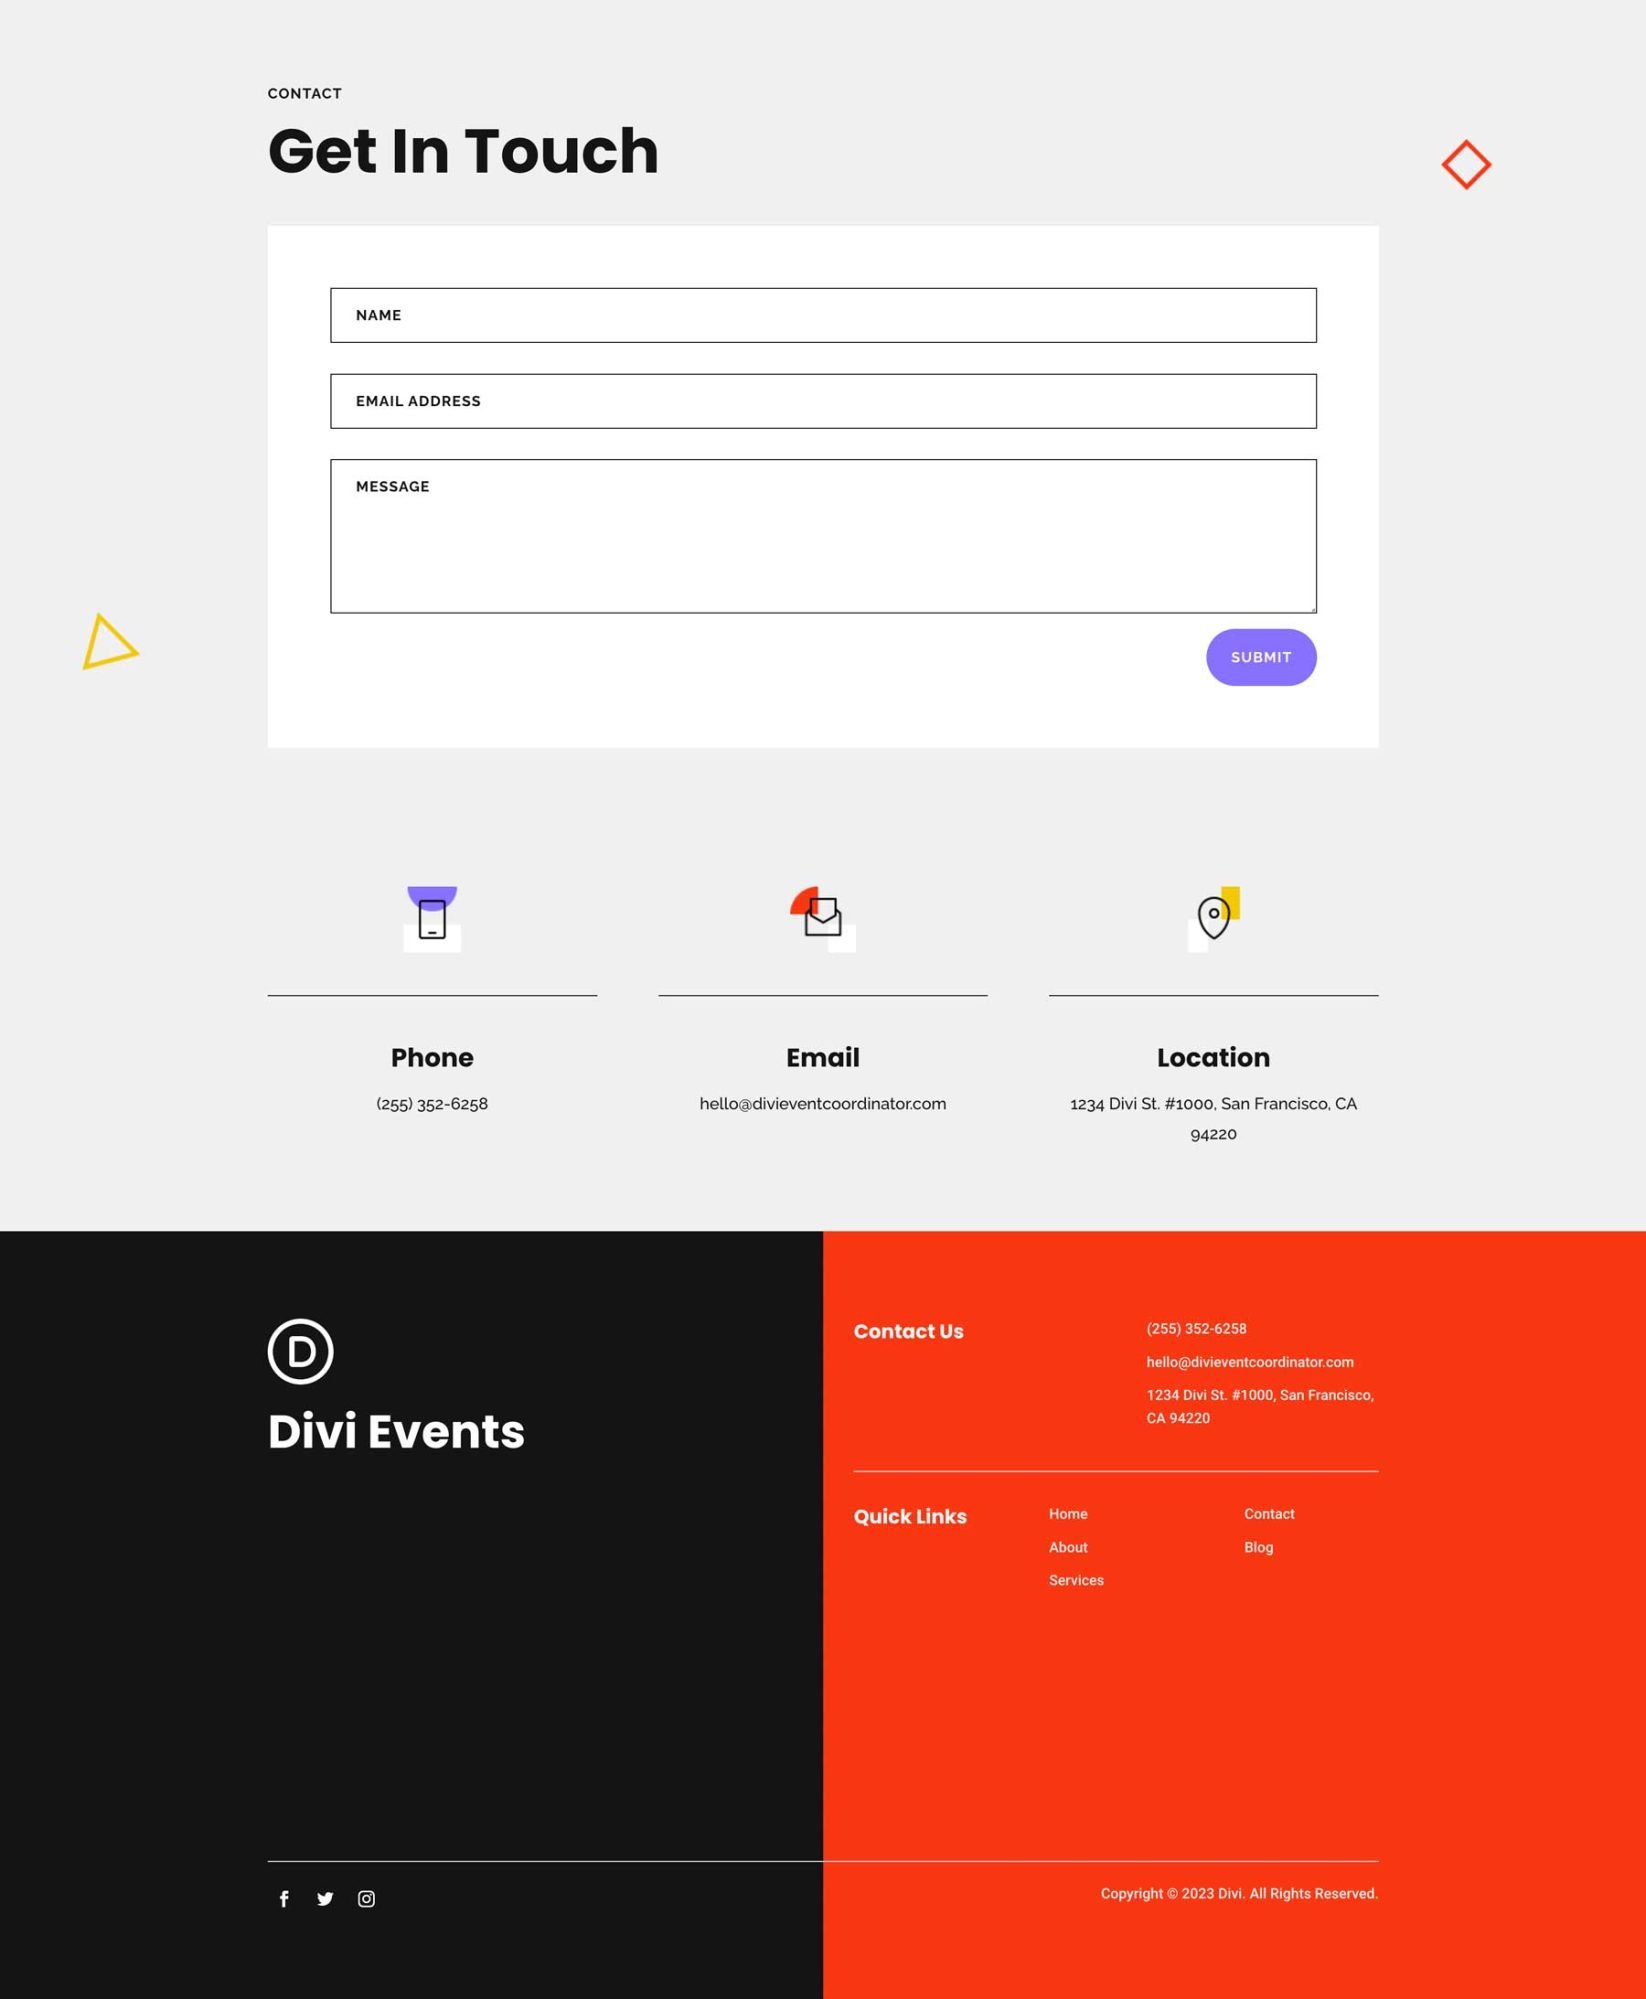 CONTACT
Get In Touch
NAME
EMAIL ADDRESS
MESSAGE
SUBMIT
Phone
(255) 352-6258
Email
hello@divieventcoordinator.com
Location
1234 Divi St. #1000, San Francisco, CA
94220
D
Divi Events
Contact Us
(255) 352-6258
hello@divieventcoordinator.com
1234 Divi St. #1000, San Francisco,
CA 94220
Quick Links
Home
About
Services
Contact
Blog
Copyright © 2023 Divi. All Rights Reserved.